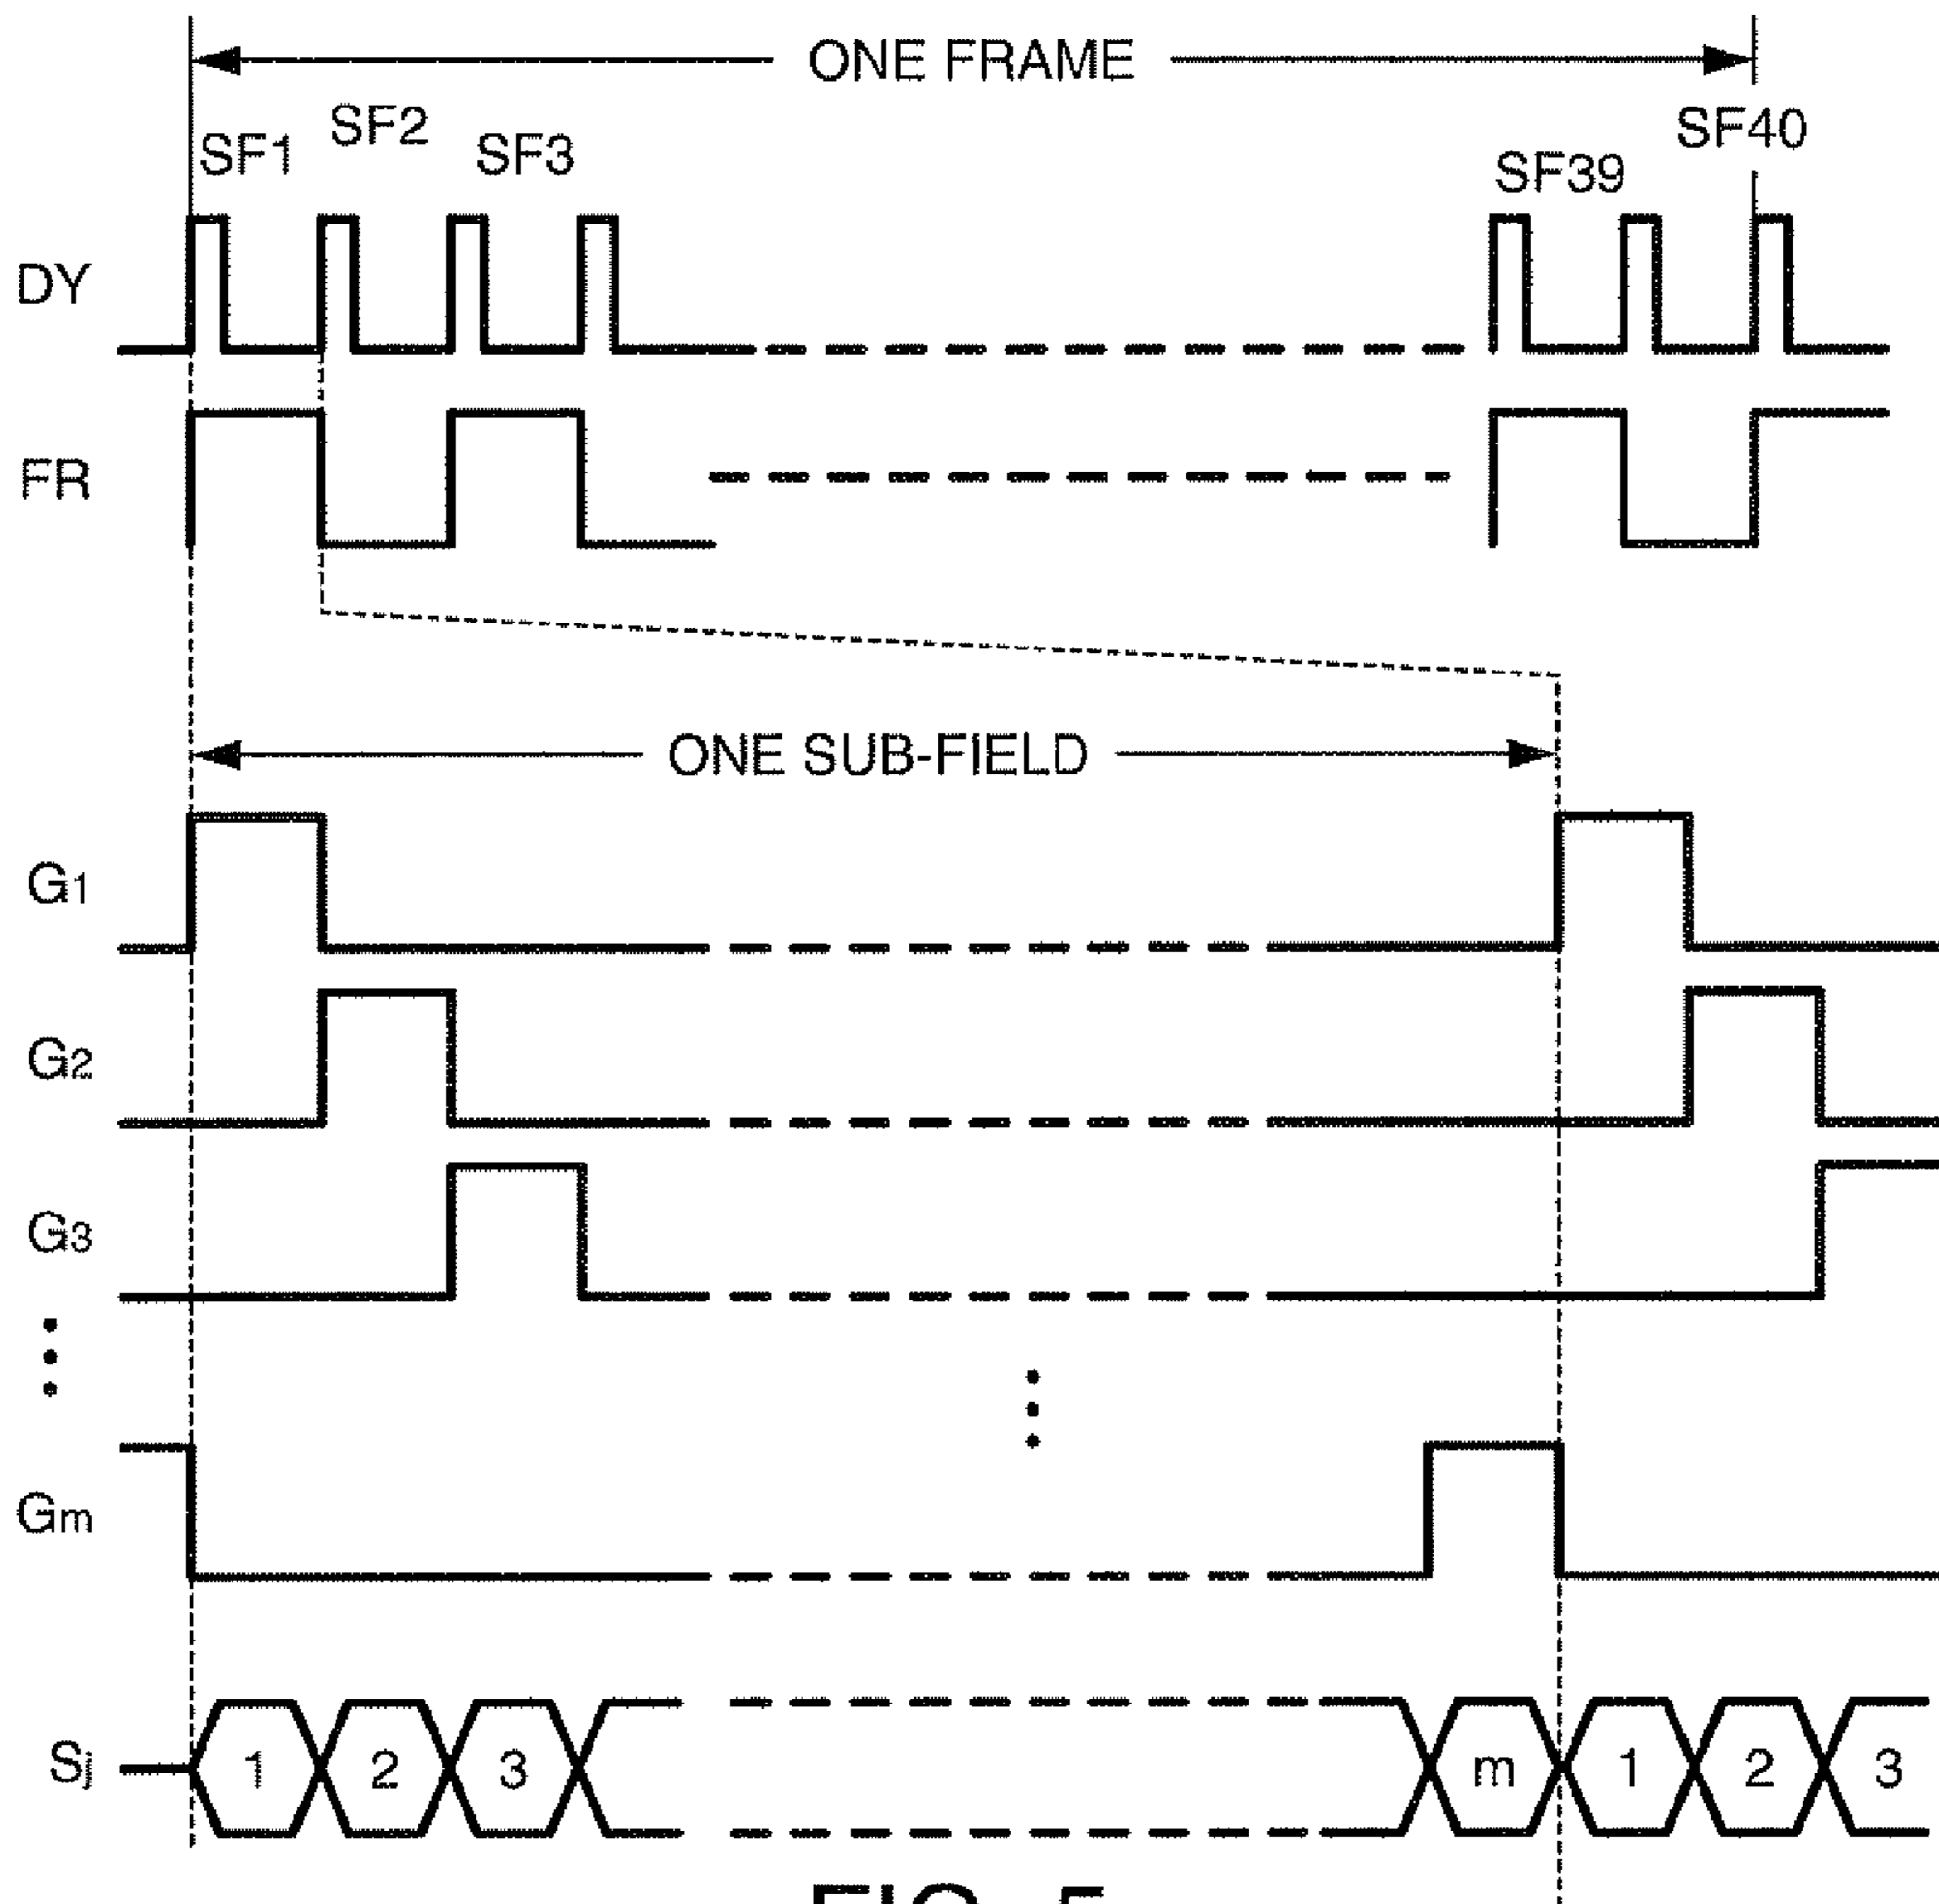 ONE FRAME
SF1 SF2 SF3 SF39 SF40
DY
FR
ONE SUB-FIELD
G1
G2
G3
Gm
Sj 1 2 3 m 1 2 3